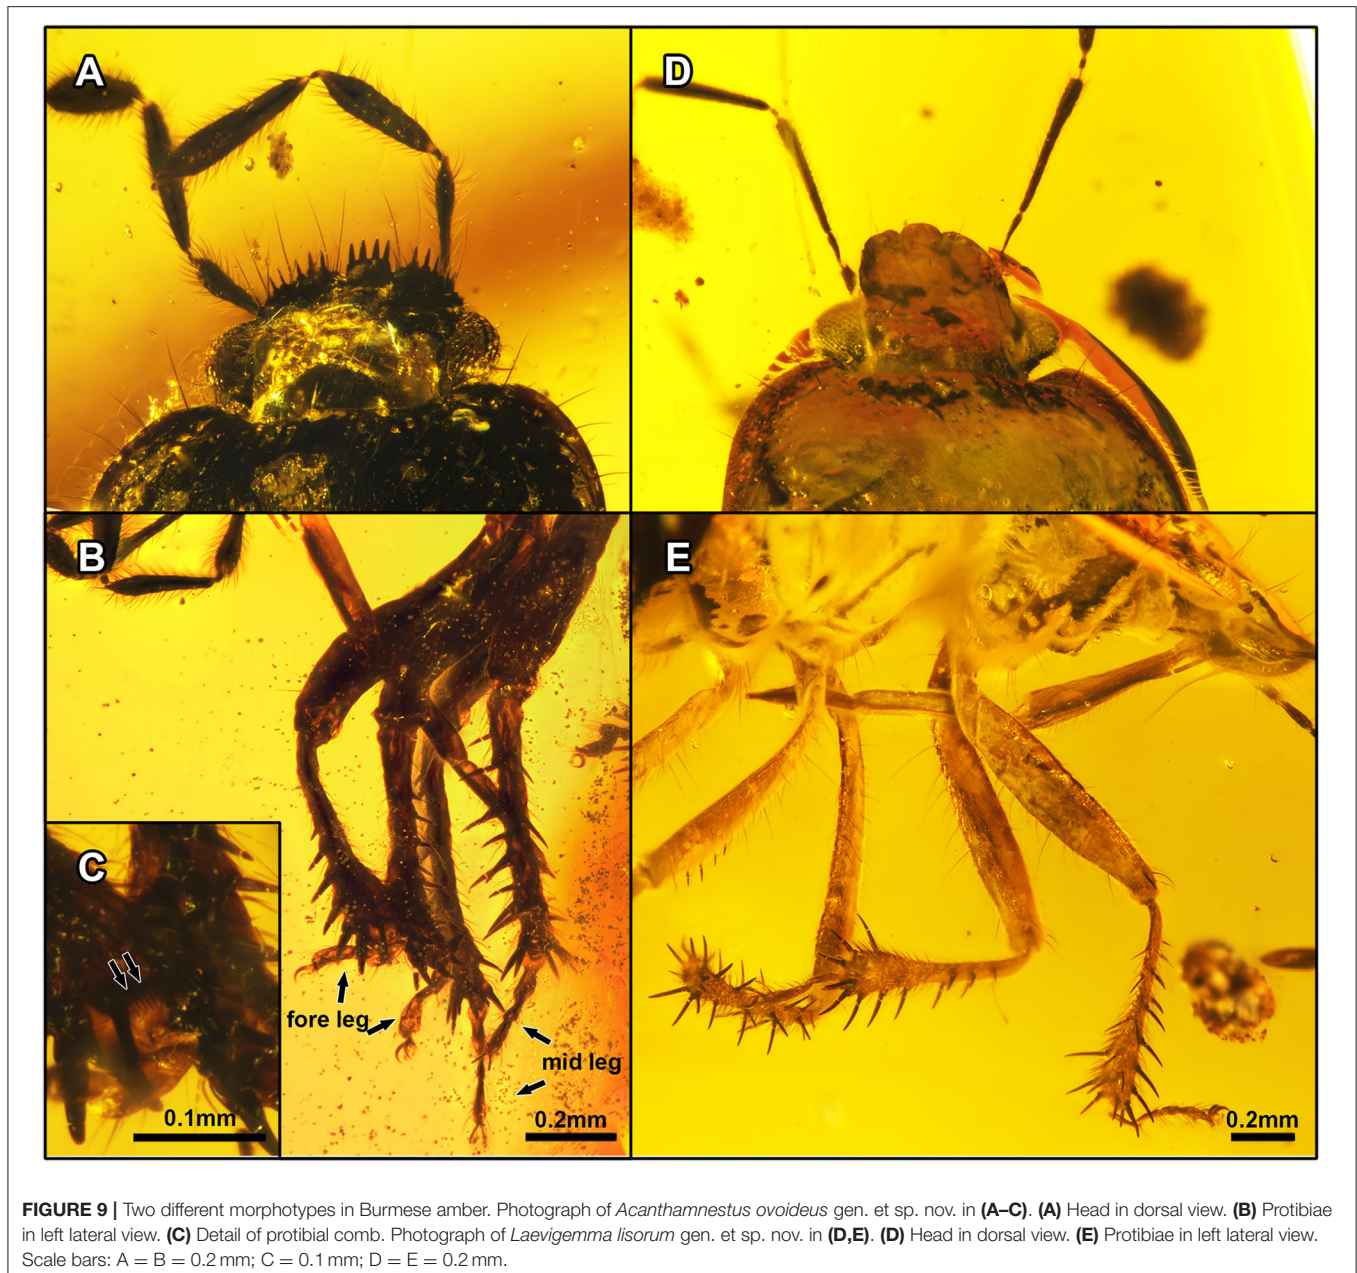 A
D
B
E
C
fore leg
mid leg
0.1mm
0.2mm
0.2mm
FIGURE 9 | Two different morphotypes in Burmese amber. Photograph of Acanthamnestus ovoideus gen. et sp. nov. in (A–C). (A) Head in dorsal view. (B) Protibiae
in left lateral view. (C) Detail of protibial comb. Photograph of Laevigemma lisorum gen. et sp. nov. in (D,E). (D) Head in dorsal view. (E) Protibiae in left lateral view.
Scale bars: A = B = 0.2 mm; C = 0.1 mm; D = E = 0.2 mm.